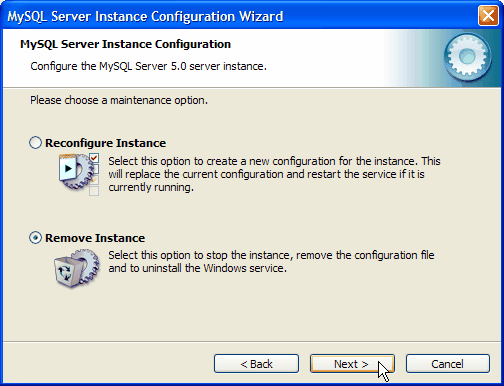 MySQL Server Instance Configuration Wizard
MySQL Server Instance Configuration
Configure the MySQL Server 5.0 server instance.
Please choose a maintenance option.
Reconfigure Instance
Select this option to create a new configuration for the instance. This
will replace the current configuration and restart the service if it is
currently running.
Remove Instance
Select this option to stop the instance, remove the configuration file
and to uninstall the Windows service.
< Back
Next >
Cancel